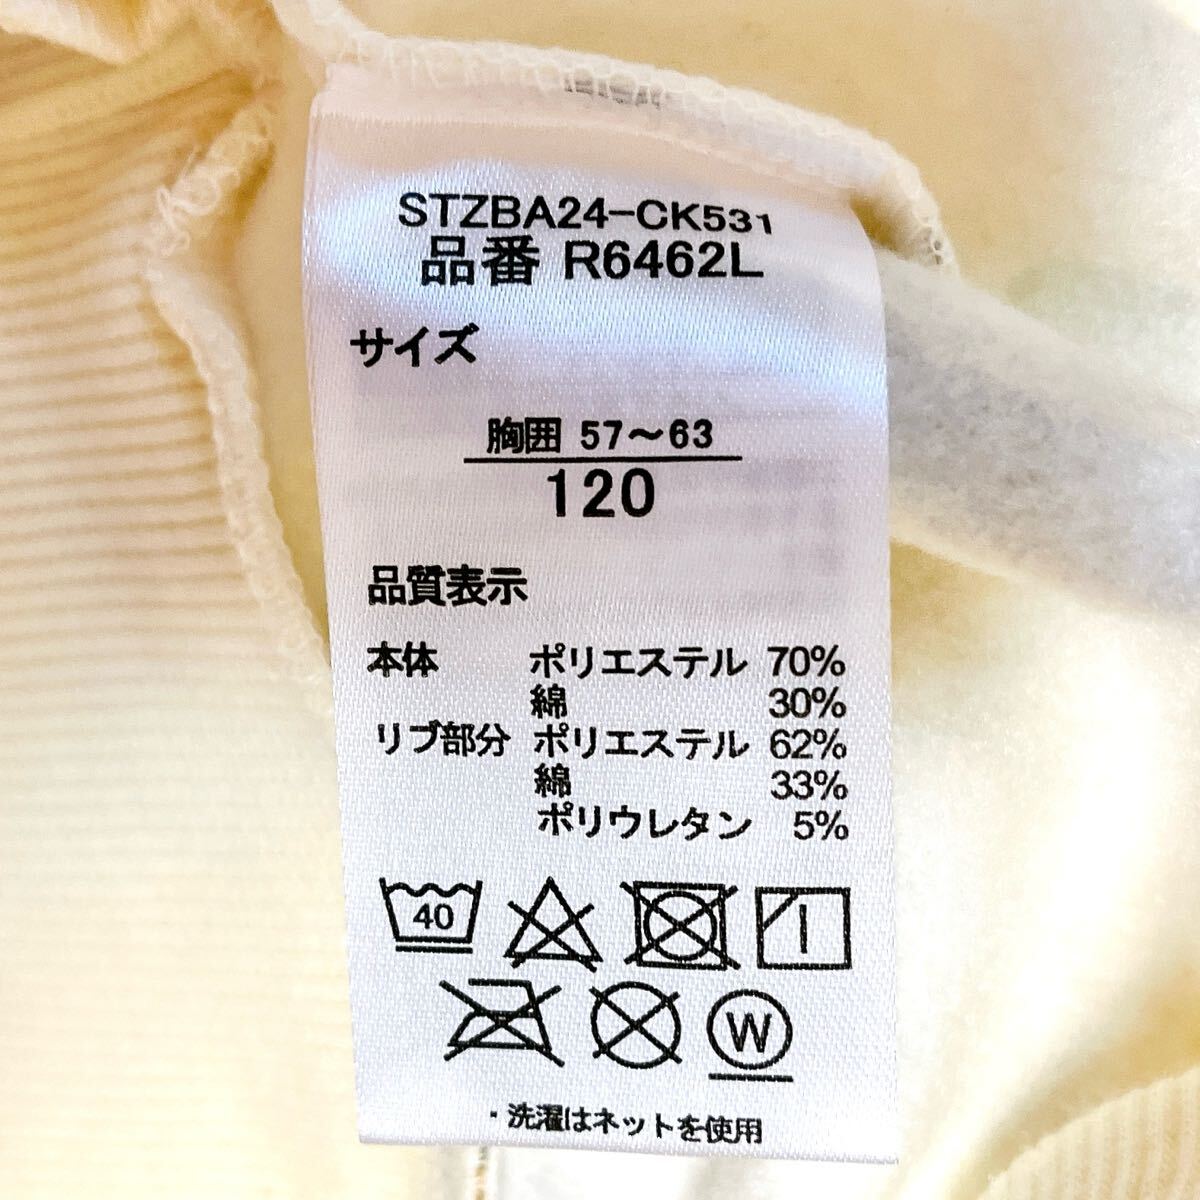 STZBA24-CK531
品番 R6462L
サイズ
胸囲 57～63
120
品質表示
本体 ポリエステル 70%
綿 30%
リブ部分 ポリエステル 62%
綿 33%
ポリウレタン 5%
40
W
・洗濯はネットを使用